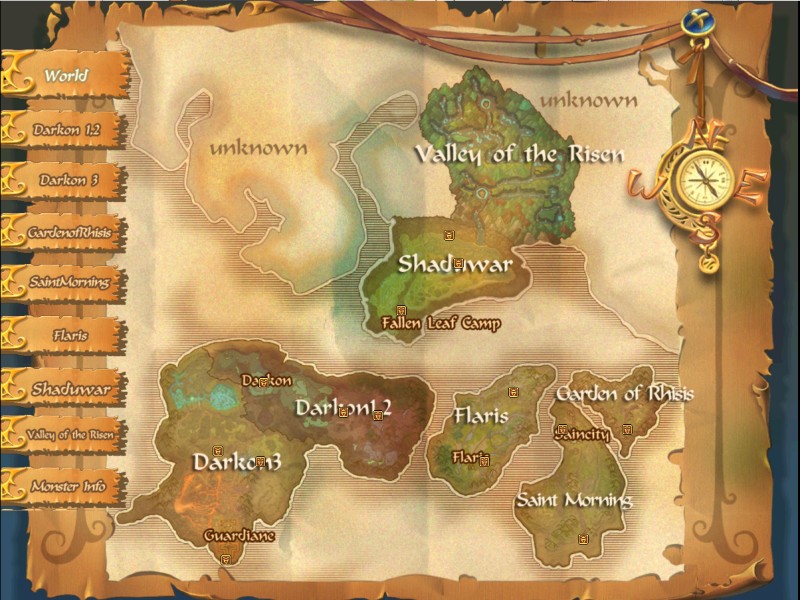 World
Darkon 1,2
Darkon 3
GardenofRhisis
SaintMorning
Flaris
Shaduwar
Valley of the Risen
Monster Info
unknown
unknown
Valley of the Risen
Shaduwar
Fallen Leaf Camp
Darkon
Darkon1,2
Darkon3
Guardiane
Flaris
Flaris
Garden of Rhisis
Saincity
Saint Morning
N E
W E
S